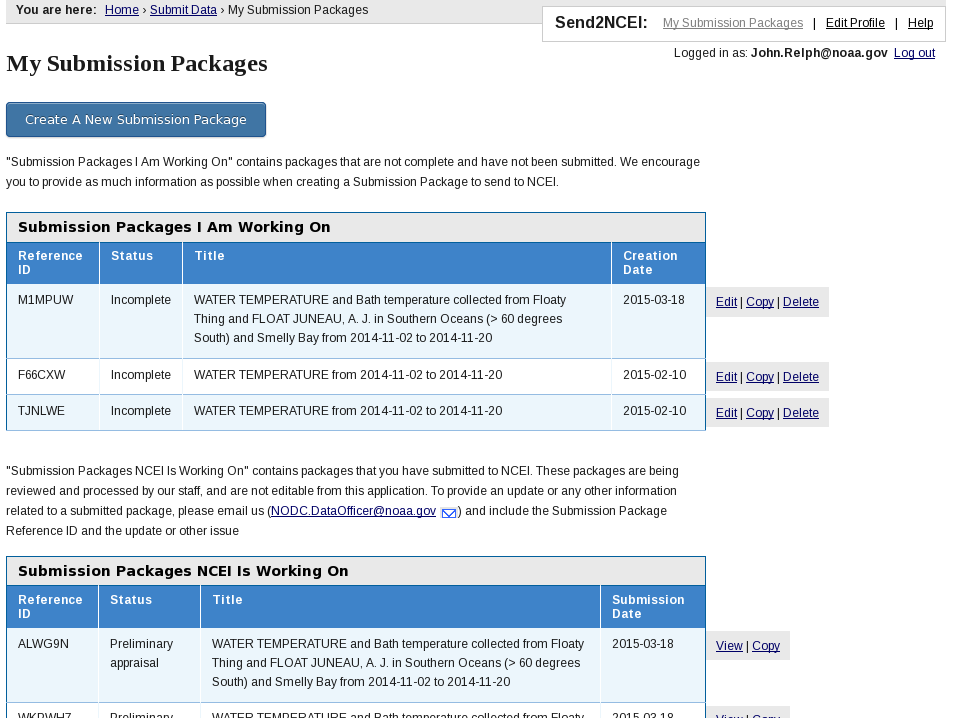 You are here: Home › Submit Data › My Submission Packages
Send2NCEI: My Submission Packages | Edit Profile | Help
Logged in as: John.Relph@noaa.gov Log out
My Submission Packages
Create A New Submission Package
"Submission Packages I Am Working On" contains packages that are not complete and have not been submitted. We encourage
you to provide as much information as possible when creating a Submission Package to send to NCEI.
Submission Packages I Am Working On
Reference ID Status Title Creation Date
M1MPUW Incomplete WATER TEMPERATURE and Bath temperature collected from Floaty 2015-03-18 Edit | Copy | Delete
Thing and FLOAT JUNEAU, A. J. in Southern Oceans (> 60 degrees
South) and Smelly Bay from 2014-11-02 to 2014-11-20
F66CXW Incomplete WATER TEMPERATURE from 2014-11-02 to 2014-11-20 2015-02-10 Edit | Copy | Delete
TJNLWE Incomplete WATER TEMPERATURE from 2014-11-02 to 2014-11-20 2015-02-10 Edit | Copy | Delete
"Submission Packages NCEI Is Working On" contains packages that you have submitted to NCEI. These packages are being
reviewed and processed by our staff, and are not editable from this application. To provide an update or any other information
related to a submitted package, please email us (NODC.DataOfficer@noaa.gov ) and include the Submission Package
Reference ID and the update or other issue
Submission Packages NCEI Is Working On
Reference ID Status Title Submission Date
ALWG9N Preliminary appraisal WATER TEMPERATURE and Bath temperature collected from Floaty 2015-03-18 View | Copy
Thing and FLOAT JUNEAU, A. J. in Southern Oceans (> 60 degrees
South) and Smelly Bay from 2014-11-02 to 2014-11-20
WKPWHZ Preliminary WATER TEMPERATURE and Bath temperature collected from Floaty 2015-03-18 View | Copy